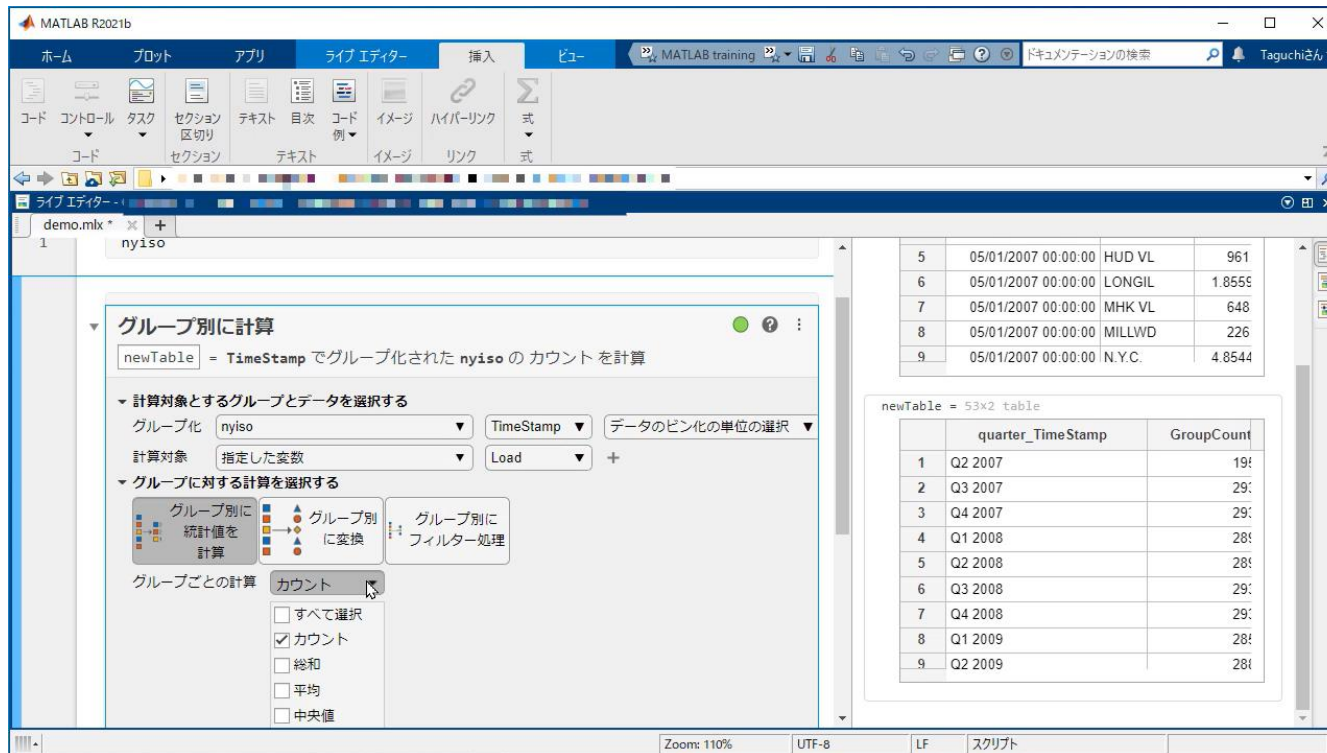 MATLAB R2021b
ホーム プロット アプリ ライブ エディター 挿入 ビュー MATLAB training ドキュメンテーションの検索 Taguchiさん
コード コントロール タスク セクション区切り テキスト 目次 コード例 イメージ ハイパーリンク 式
コード セクション テキスト イメージ リンク 式
ライブ エディター -
demo.mlx *
1 nyiso
グループ別に計算
newTable = TimeStamp でグループ化された nyiso の カウント を計算
計算対象とするグループとデータを選択する
グループ化 nyiso TimeStamp データのビン化の単位の選択
計算対象 指定した変数 Load +
グループに対する計算を選択する
グループ別に統計値を計算 グループ別に変換 グループ別にフィルター処理
グループごとの計算 カウント
すべて選択
カウント
総和
平均
中央値
5 05/01/2007 00:00:00 HUD VL 961
6 05/01/2007 00:00:00 LONGIL 1.8559
7 05/01/2007 00:00:00 MHK VL 648
8 05/01/2007 00:00:00 MILLWD 226
9 05/01/2007 00:00:00 N.Y.C. 4.8544
newTable = 53×2 table
quarter_TimeStamp GroupCount
1 Q2 2007
2 Q3 2007
3 Q4 2007
4 Q1 2008
5 Q2 2008
6 Q3 2008
7 Q4 2008
8 Q1 2009
9 Q2 2009
Zoom: 110% UTF-8 LF スクリプト